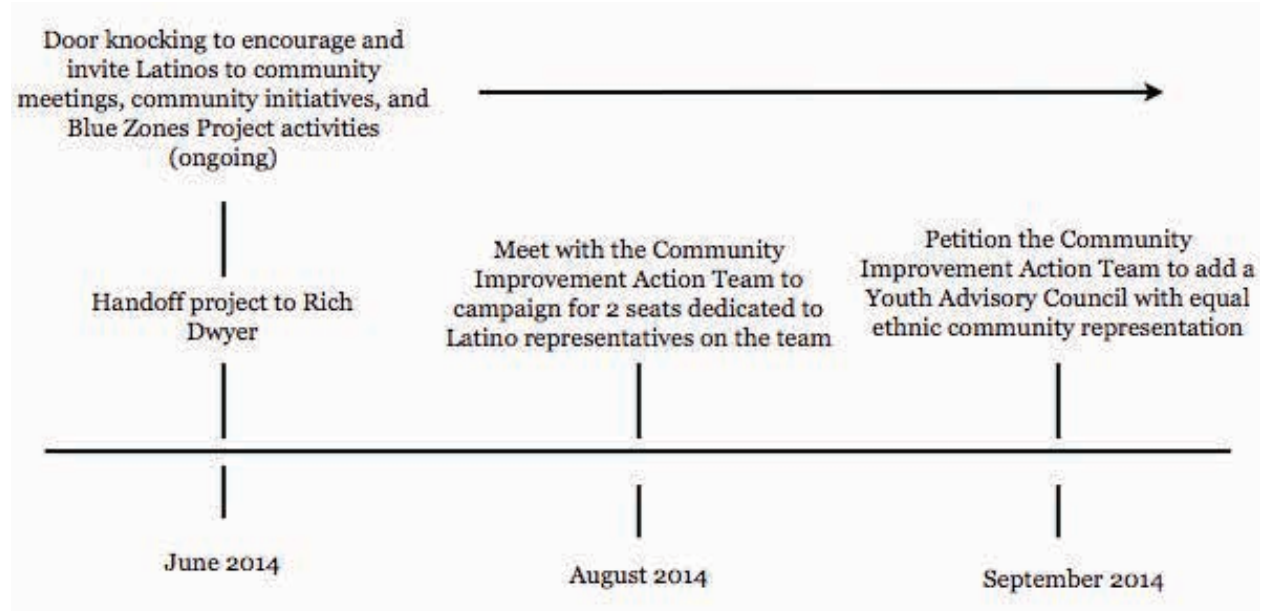 Door knocking to encourage and
invite Latinos to community
meetings, community initiatives, and
Blue Zones Project activities
(ongoing)
Handoff project to Rich
Dwyer
Meet with the Community
Improvement Action Team to
campaign for 2 seats dedicated to
Latino representatives on the team
Petition the Community
Improvement Action Team to add a
Youth Advisory Council with equal
ethnic community representation
June 2014
August 2014
September 2014